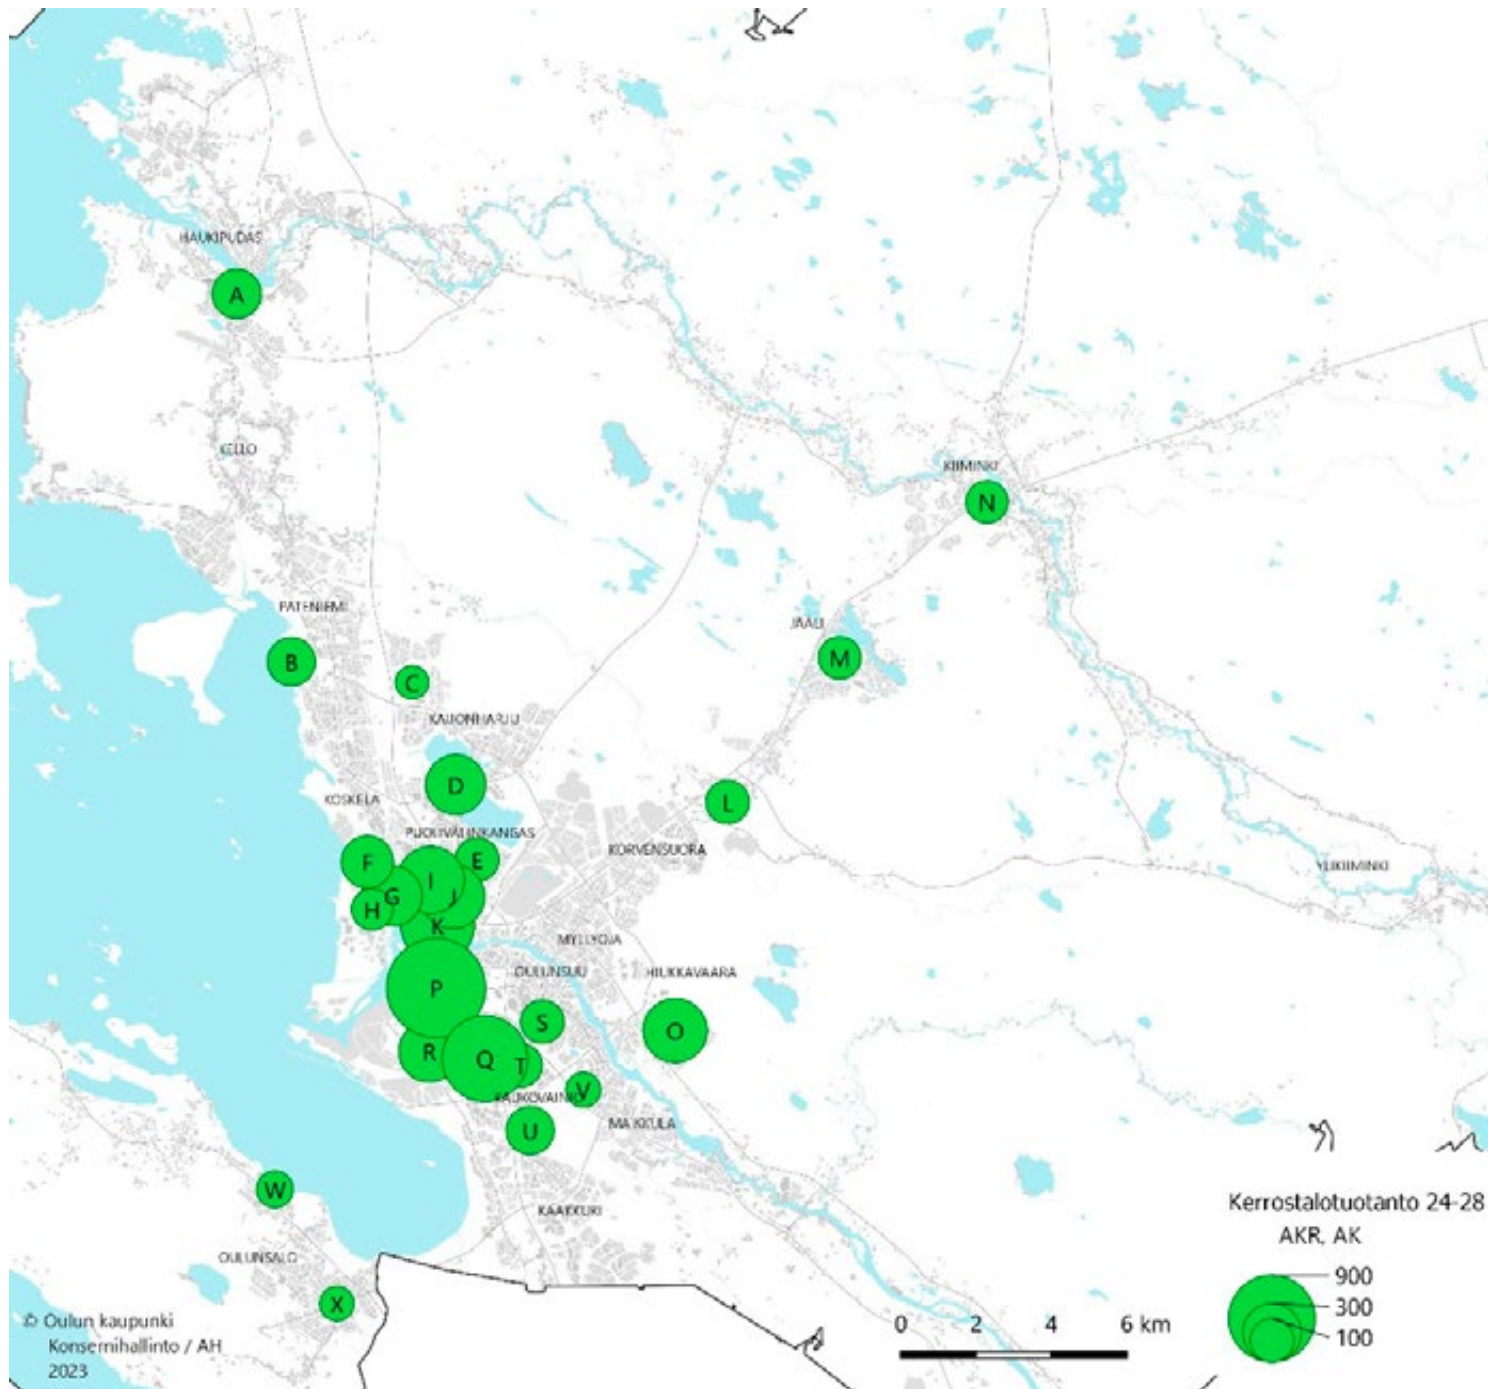 HAUKIPUDAS
A
KELLO
KIIMINKI
N
PATENIEMI
JÄÄLI
B
M
C
KAIJONHARJU
D
L
KOSKELA
PUOLIVÄLINKANGAS
KORVENSUORA
F
E
YLIKIIMINKI
I
G
J
H
K
MYLLYOJA
OULUNSUU
HIUKKAVAARA
P
S
O
R
Q
T
V
KAUKOVAINIO
MAIKKULA
U
W
KAAKKURI
OULUNSALO
X
Kerrostalotuotanto 24-28
AKR, AK
900
300
100
0 2 4 6 km
© Oulun kaupunki
Konsernihallinto / AH
2023